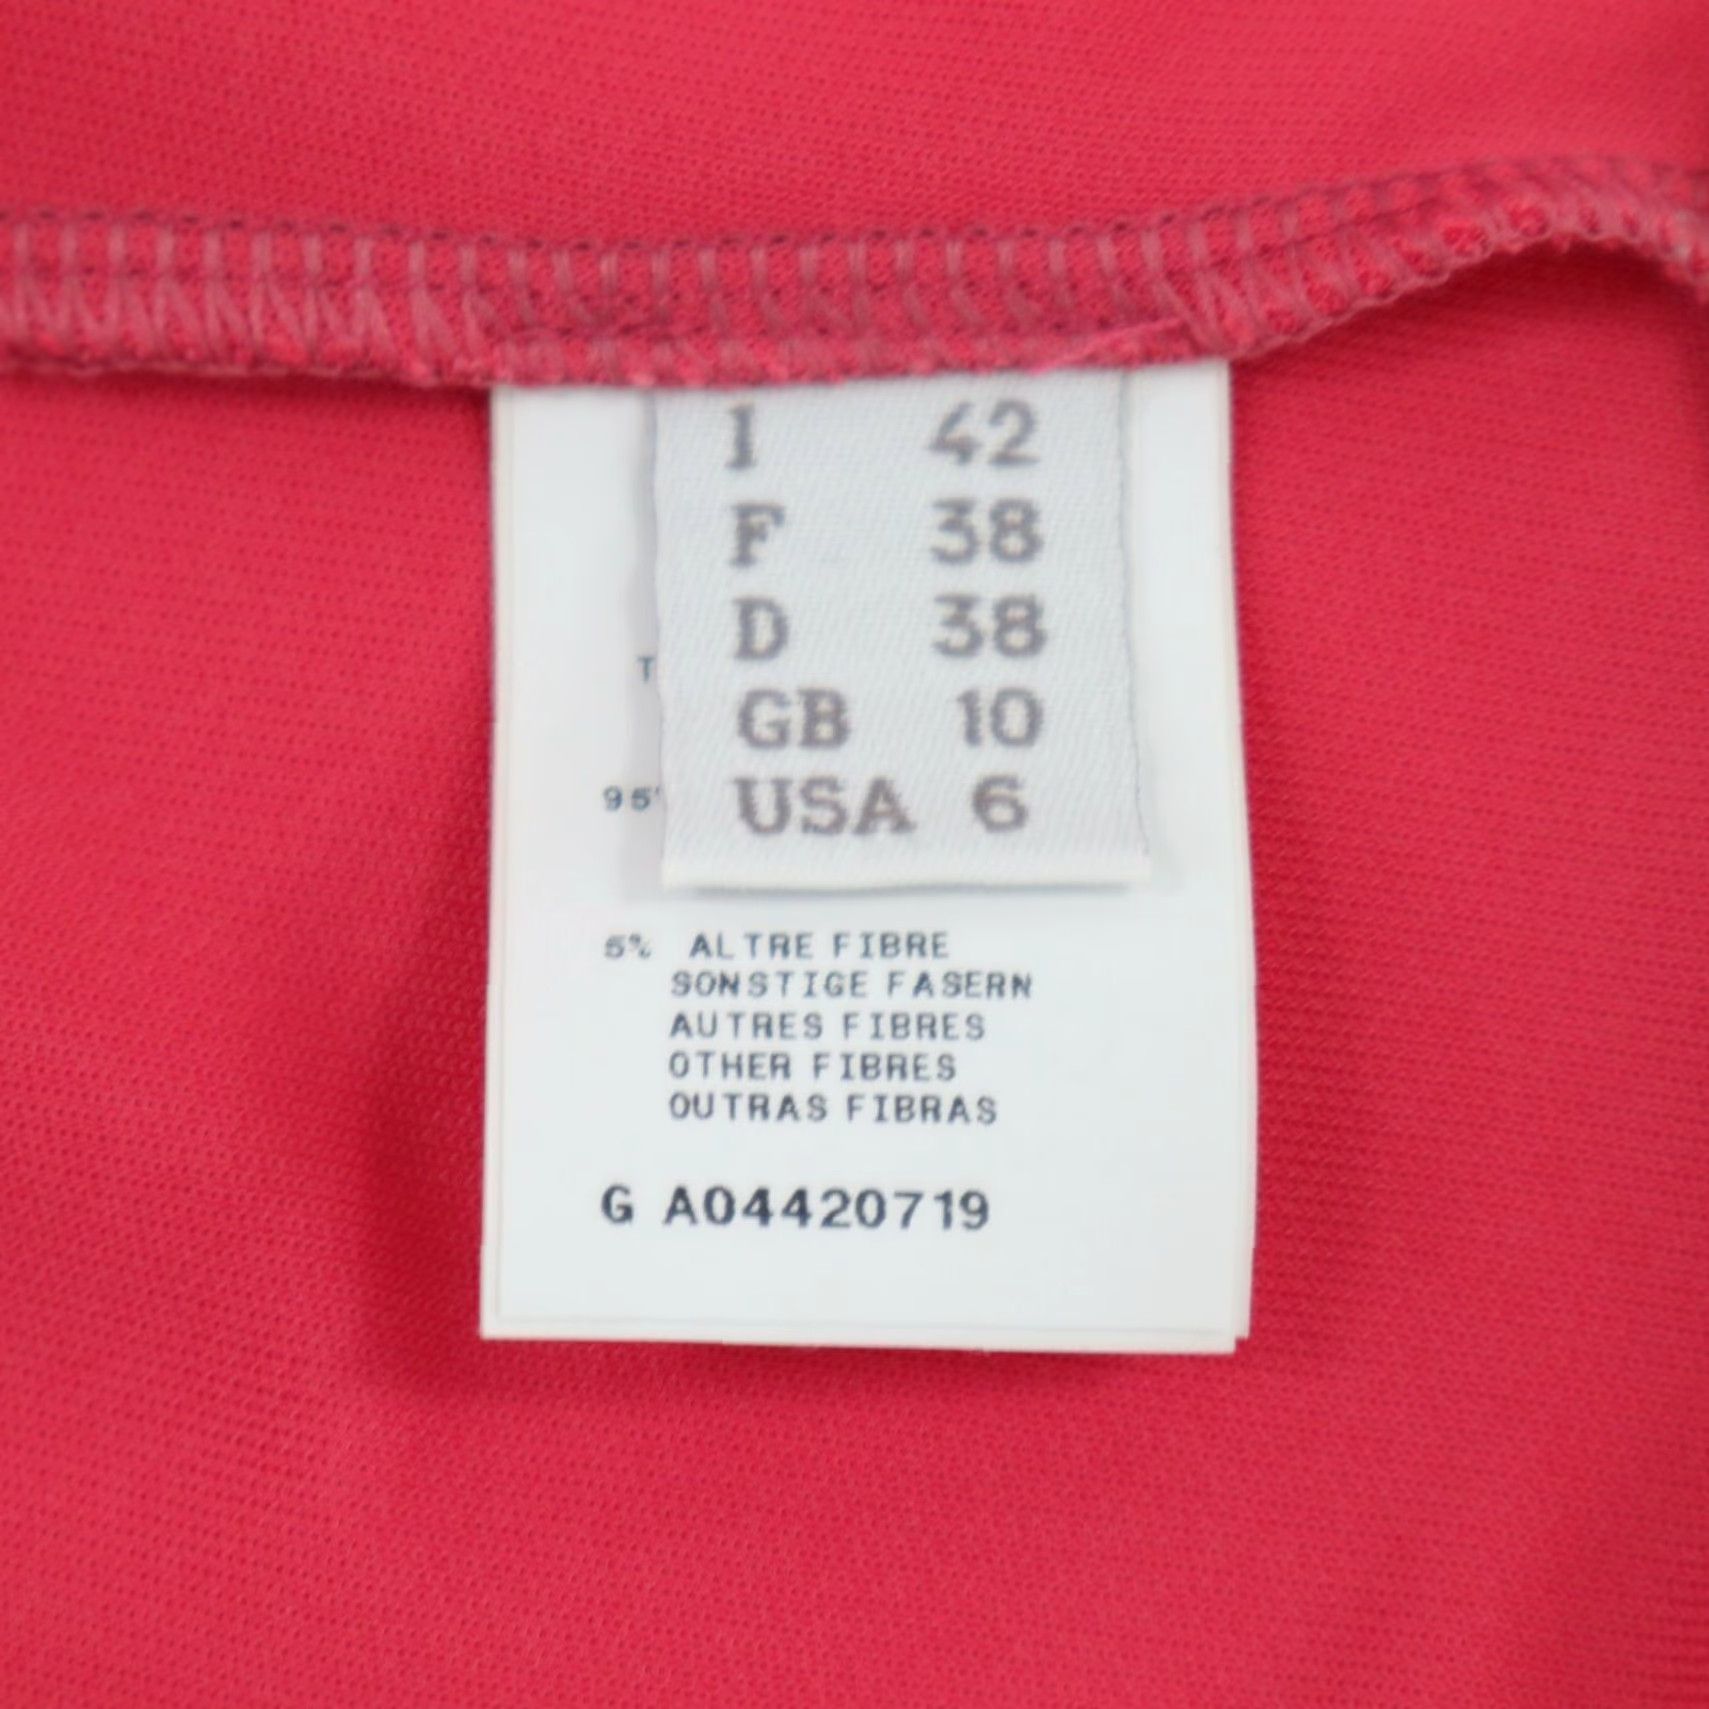 I 42
F 38
D 38
GB 10
USA 6
T
95
5% ALTRE FIBRE
SONSTIGE FASERN
AUTRES FIBRES
OTHER FIBRES
OUTRAS FIBRAS
G A04420719